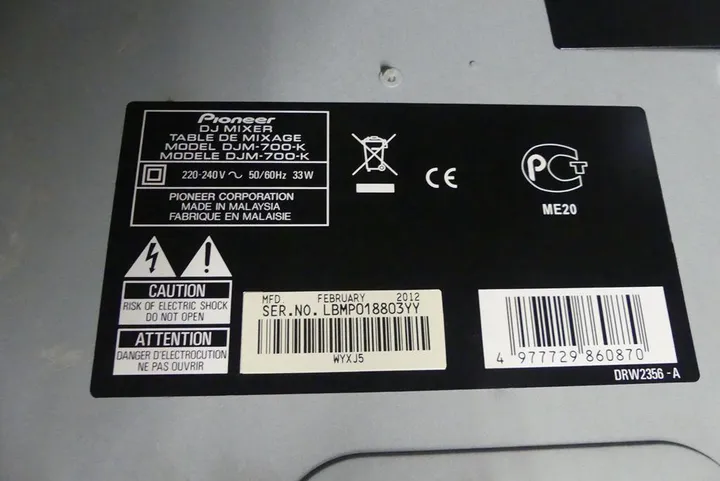 Pioneer
DJ MIXER
TABLE DE MIXAGE
MODEL DJM-700-K
MODELE DJM-700-K
220-240V ~ 50/60Hz 33W
PIONEER CORPORATION
MADE IN MALAYSIA
FABRIQUE EN MALAISIE
CE
PCT
ME20
CAUTION
RISK OF ELECTRIC SHOCK
DO NOT OPEN
ATTENTION
DANGER D'ELECTROCUTION
NE PAS OUVRIR
MFD. FEBRUARY 2012
SER.NO. LBMP018803YY
WYXJ5
4 977729 860870
DRW2356 - A